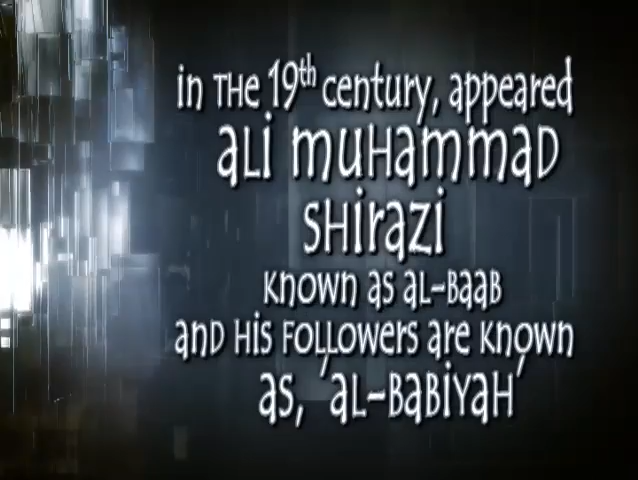 in THE 19th century, appeared
ali muHammaD
SHirazi
Known as al-BaaB
anD His FOLLOWERS are Known
as, 'al-BaBiYaH'